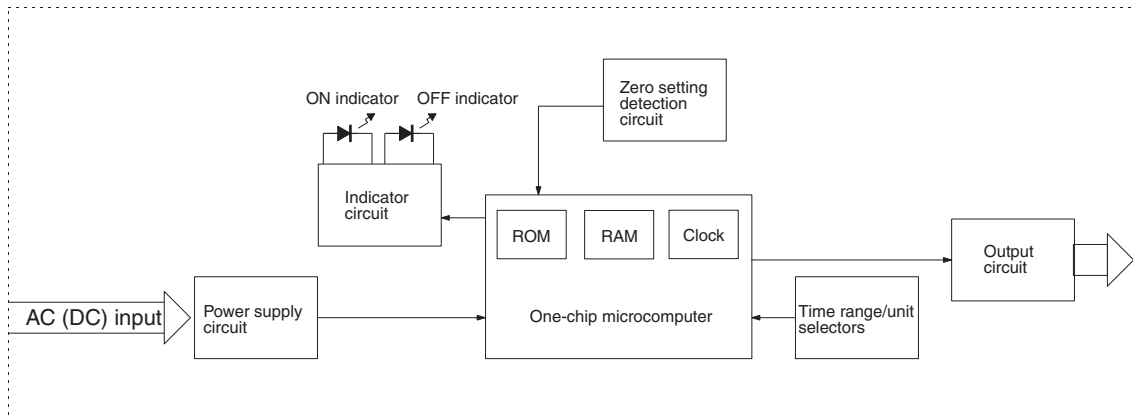 Zero setting
detection
circuit
ON indicator
OFF indicator
Indicator
circuit
ROM
RAM
Clock
Output
circuit
AC (DC) input
Power supply
circuit
One-chip microcomputer
Time range/unit
selectors